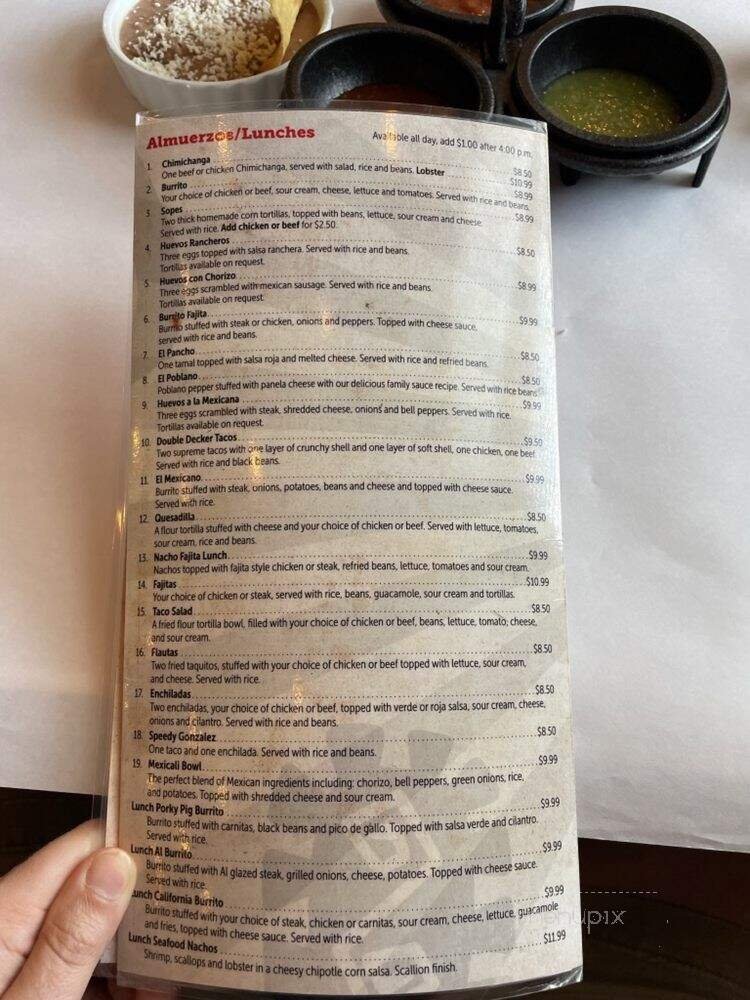 Almuerzos/Lunches
Available all day, add $1.00 after 4:00 p.m.
1. Chimichanga $8.50
One beef or chicken Chimichanga, served with salad, rice and beans. Lobster $10.99
2. Burrito $8.99
Your choice of chicken or beef, sour cream, cheese, lettuce and tomatoes. Served with rice and beans.
3. Sopes $8.99
Two thick homemade corn tortillas, topped with beans, lettuce, sour cream and cheese.
Served with rice. Add chicken or beef for $2.50.
4. Huevos Rancheros $8.50
Three eggs topped with salsa ranchera. Served with rice and beans.
Tortillas available on request.
5. Huevos con Chorizo $8.99
Three eggs scrambled with mexican sausage. Served with rice and beans.
Tortillas available on request.
6. Burrito Fajita $9.99
Burrito stuffed with steak or chicken, onions and peppers. Topped with cheese sauce,
served with rice and beans.
7. El Pancho $8.50
One tamal topped with salsa roja and melted cheese. Served with rice and refried beans.
8. El Poblano $8.50
Poblano pepper stuffed with panela cheese with our delicious family sauce recipe. Served with rice beans
9. Huevos a la Mexicana $9.99
Three eggs scrambled with steak, shredded cheese, onions and bell peppers. Served with rice.
Tortillas available on request.
10. Double Decker Tacos $9.50
Two supreme tacos with one layer of crunchy shell and one layer of soft shell, one chicken, one beef.
Served with rice and black beans.
11. El Mexicano $9.99
Burrito stuffed with steak, onions, potatoes, beans and cheese and topped with cheese sauce.
Served with rice.
12. Quesadilla $8.50
A flour tortilla stuffed with cheese and your choice of chicken or beef. Served with lettuce, tomatoes,
sour cream, rice and beans.
13. Nacho Fajita Lunch $9.99
Nachos topped with fajita style chicken or steak, refried beans, lettuce, tomatoes and sour cream.
14. Fajitas $10.99
Your choice of chicken or steak, served with rice, beans, guacamole, sour cream and tortillas.
15. Taco Salad $8.50
A fried flour tortilla bowl, filled with your choice of chicken or beef, beans, lettuce, tomato, cheese,
and sour cream.
16. Flautas $8.50
Two fried taquitos, stuffed with your choice of chicken or beef topped with lettuce, sour cream,
and cheese. Served with rice.
17. Enchiladas $8.50
Two enchiladas, your choice of chicken or beef, topped with verde or roja salsa, sour cream, cheese,
onions and cilantro. Served with rice and beans.
18. Speedy Gonzalez $8.50
One taco and one enchilada. Served with rice and beans.
19. Mexicali Bowl $9.99
The perfect blend of Mexican ingredients including: chorizo, bell peppers, green onions, rice,
and potatoes. Topped with shredded cheese and sour cream.
Lunch Porky Pig Burrito $9.99
Burrito stuffed with carnitas, black beans and pico de gallo. Topped with salsa verde and cilantro.
Served with rice.
Lunch Al Burrito $9.99
Burrito stuffed with Al glazed steak, grilled onions, cheese, potatoes. Topped with cheese sauce.
Served with rice.
Lunch California Burrito $9.99
Burrito stuffed with your choice of steak, chicken or carnitas, sour cream, cheese, lettuce, guacamole
and fries, topped with cheese sauce. Served with rice.
Lunch Seafood Nachos $11.99
Shrimp, scallops and lobster in a cheesy chipotle corn salsa. Scallion finish.